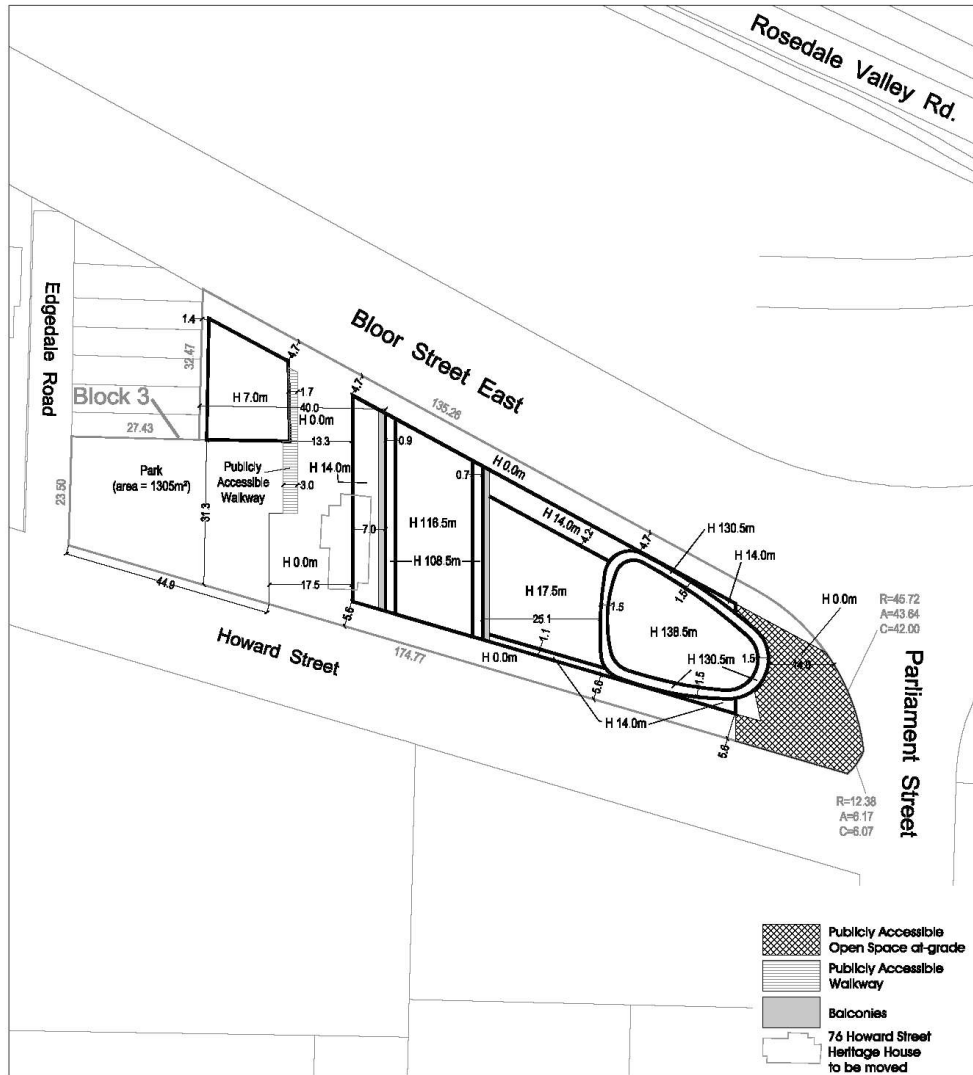 Rosedale Valley Rd.
Edgedale Road
Bloor Street East
1.4
4.7
32.47
H 7.0m
1.7
40.0
H 0.0m
Block 3
27.43
13.3
4.7
135.26
0.9
0.7
H 0.0m
Park
(area = 1305m²)
Publicly
Accessible
Walkway
3.0
H 14.0m
23.50
31.3
7.0
H 116.5m
H 108.5m
H 14.0m
4.2
4.7
H 130.5m
H 14.0m
H 0.0m
R=45.72
A=43.64
C=42.00
H 0.0m
17.5
44.9
H 17.5m
25.1
1.1
1.5
1.5
H 138.5m
1.5
H 130.5m
1.5
14.0
5.6
Howard Street
174.77
H 0.0m
5.6
H 14.0m
5.6
Parliament Street
R=12.38
A=6.17
C=6.07
Publicly Accessible
Open Space at-grade
Publicly Accessible
Walkway
Balconies
76 Howard Street
Heritage House
to be moved